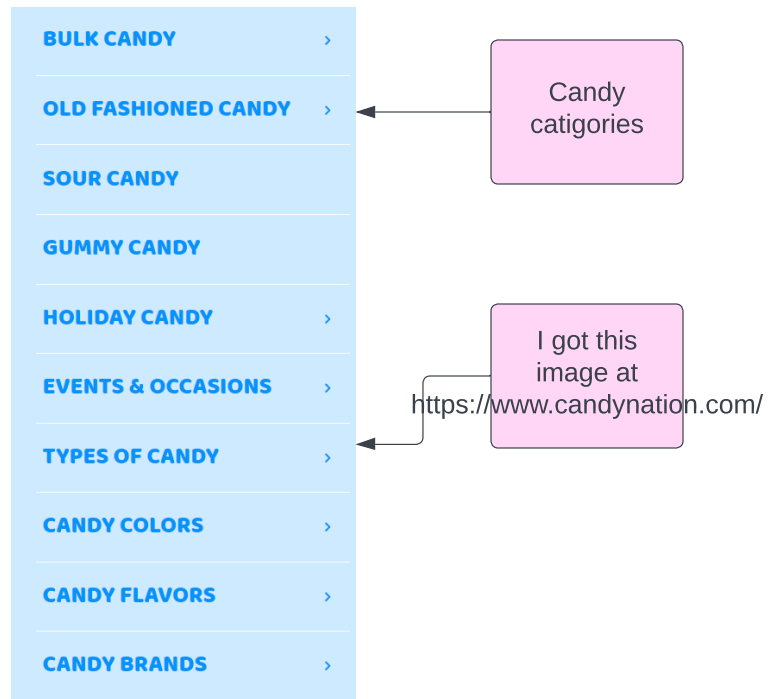 BULK CANDY
OLD FASHIONED CANDY
SOUR CANDY
GUMMY CANDY
HOLIDAY CANDY
EVENTS & OCCASIONS
TYPES OF CANDY
CANDY COLORS
CANDY FLAVORS
CANDY BRANDS
Candy
catigories
I got this
image at
https://www.candynation.com/